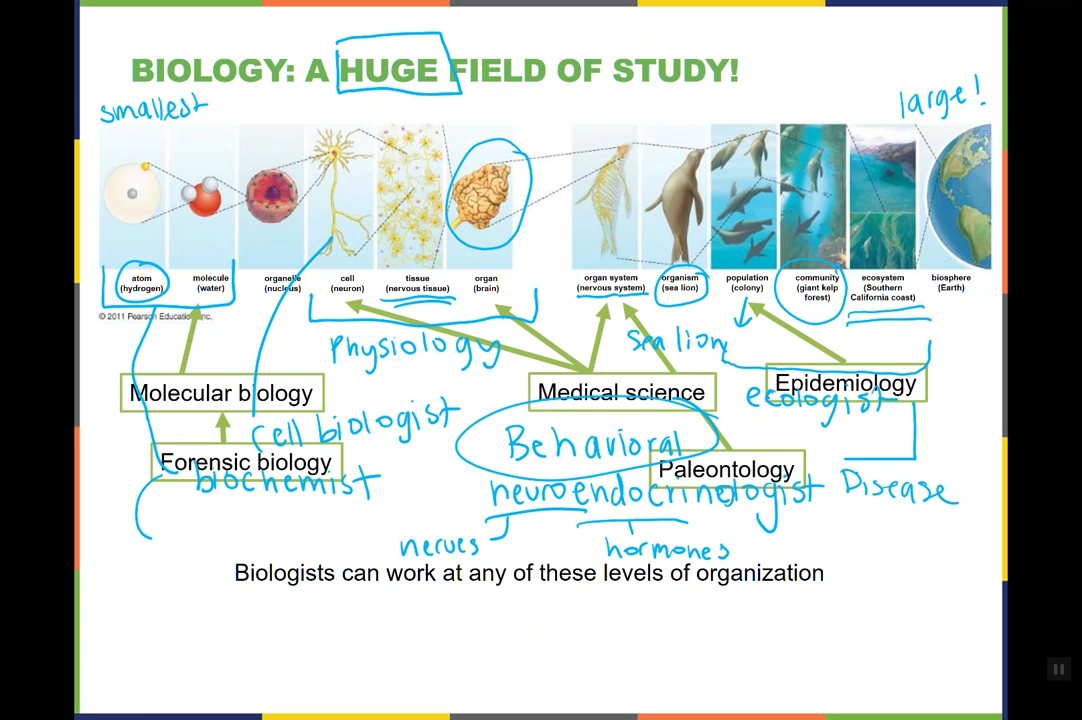 BIOLOGY: A HUGE FIELD OF STUDY!
smallest
large!
atom
(hydrogen)
molecule
(water)
organelle
(nucleus)
cell
(neuron)
tissue
(nervous tissue)
organ
(brain)
organ system
(nervous system)
organism
(sea lion)
population
(colony)
community
(giant kelp
forest)
ecosystem
(Southern
California coast)
biosphere
(Earth)
© 2011 Pearson Education, Inc.
Physiology
sea lion
Molecular biology
Medical science
Epidemiology
ecologist
cell biologist
Behavioral
Forensic biology
Paleontology
biochemist
neuroendocrinologist
Disease
nerves
hormones
Biologists can work at any of these levels of organization